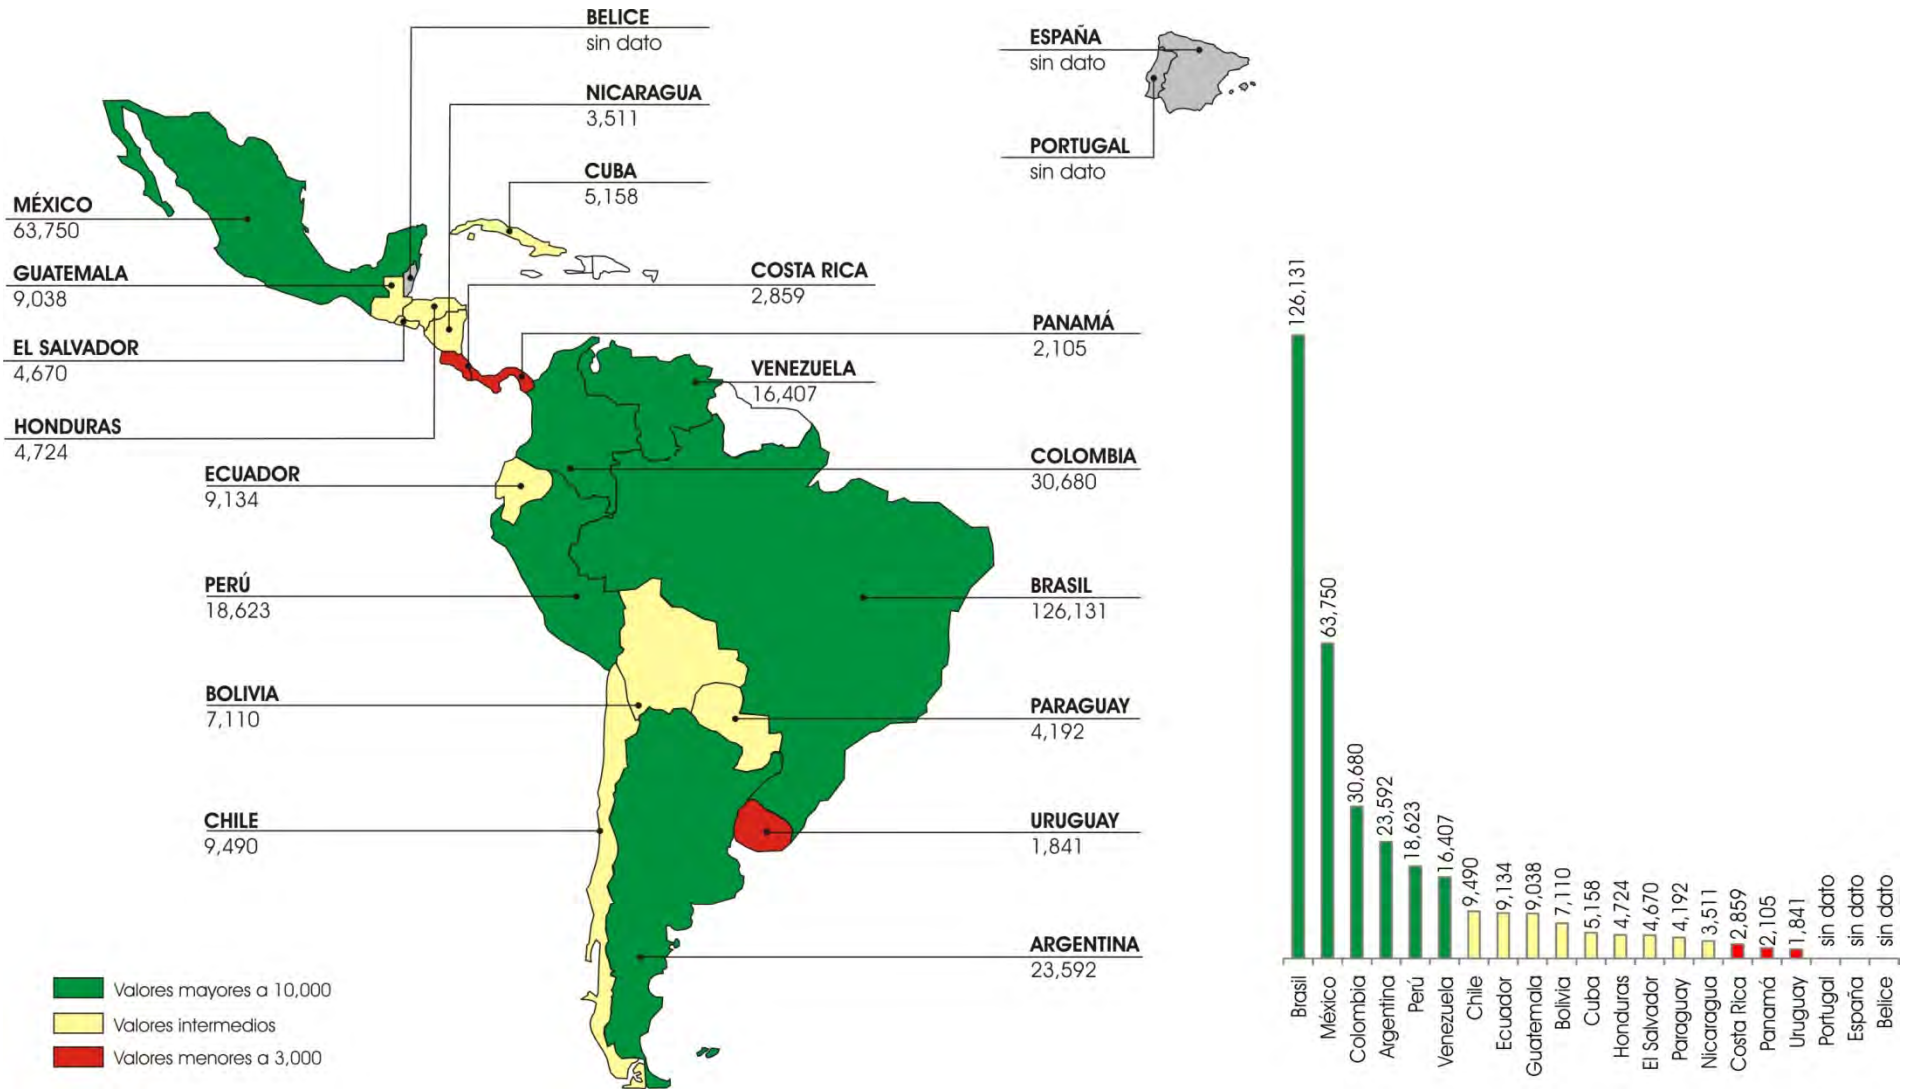 BELICE
sin dato
NICARAGUA
3,511
CUBA
5,158
ESPAÑA
sin dato
PORTUGAL
sin dato
MÉXICO
63,750
GUATEMALA
9,038
EL SALVADOR
4,670
HONDURAS
4,724
COSTA RICA
2,859
PANAMÁ
2,105
VENEZUELA
16,407
COLOMBIA
30,680
ECUADOR
9,134
PERÚ
18,623
BRASIL
126,131
BOLIVIA
7,110
PARAGUAY
4,192
CHILE
9,490
URUGUAY
1,841
ARGENTINA
23,592
Valores mayores a 10,000
Valores intermedios
Valores menores a 3,000
126,131
63,750
30,680
23,592
18,623
16,407
9,490
9,134
9,038
7,110
5,158
4,724
4,670
4,192
3,511
2,859
2,105
1,841
sin dato
sin dato
sin dato
Brasil
México
Colombia
Argentina
Perú
Venezuela
Chile
Ecuador
Guatemala
Bolivia
Cuba
Honduras
El Salvador
Paraguay
Nicaragua
Costa Rica
Panamá
Uruguay
Portugal
España
Belice